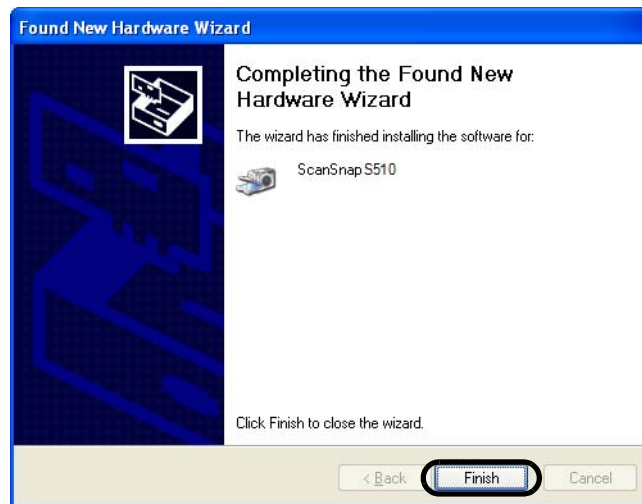 Found New Hardware Wizard
Completing the Found New
Hardware Wizard
The wizard has finished installing the software for:
ScanSnap S510
Click Finish to close the wizard.
< Back
Finish
Cancel